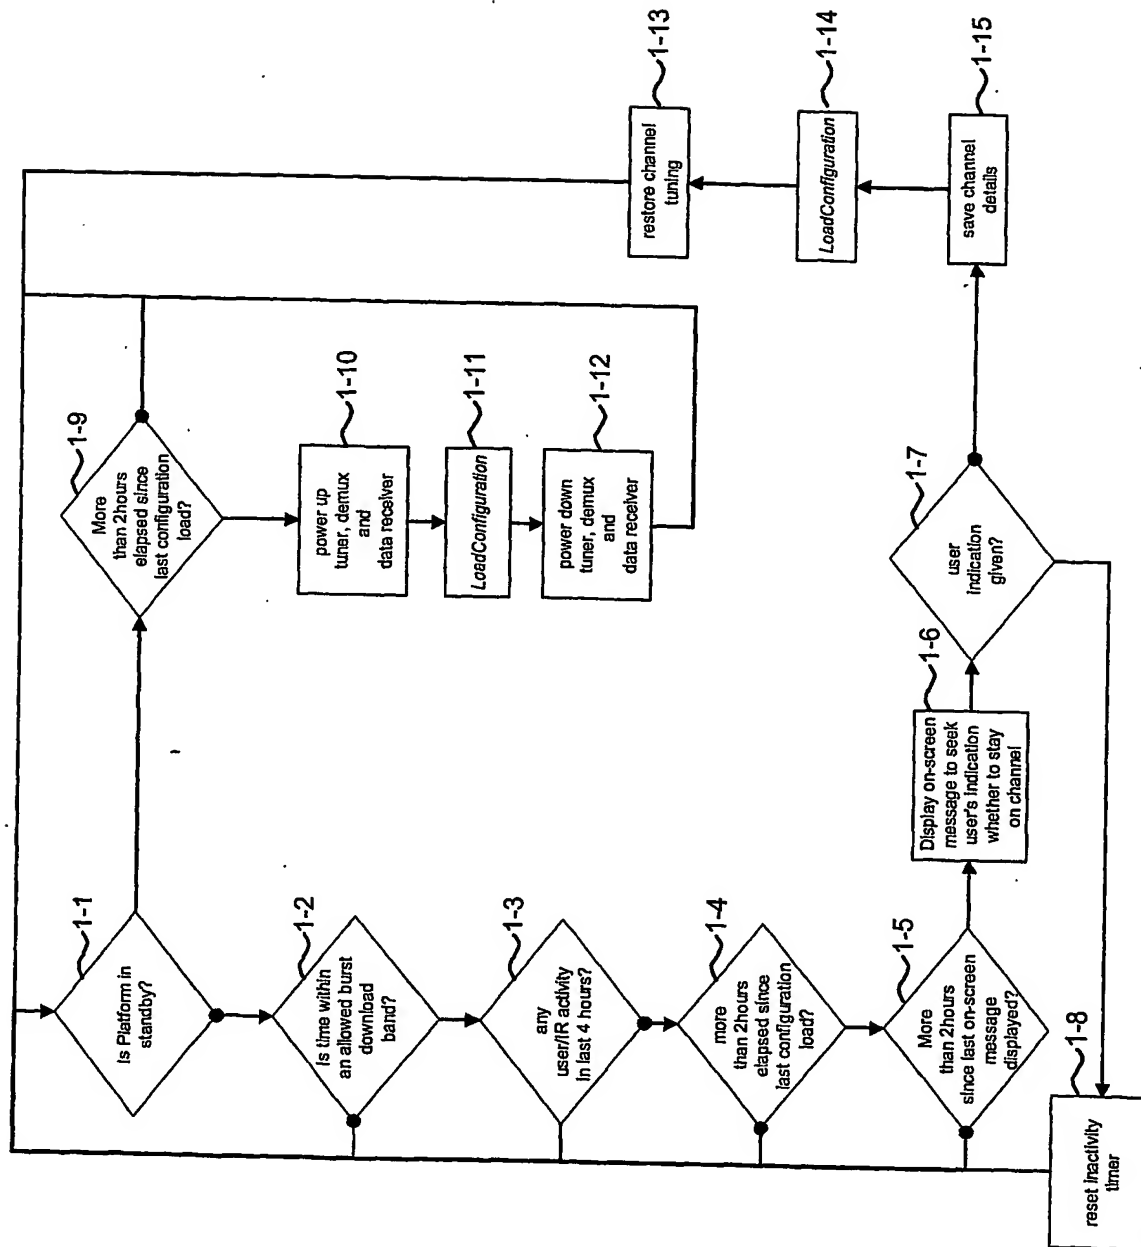 1-1
Is Platform in
standby?
1-2
Is time within
an allowed burst
download
band?
1-3
any
user/IR activity
in last 4 hours?
1-4
more
than 2hours
elapsed since
last configuration
load?
1-5
More
than 2hours
since last on-screen
message
displayed?
1-6
Display on-screen
message to seek
user's indication
whether to stay
on channel
1-7
user
indication
given?
1-8
reset inactivity
timer
1-9
More
than 2hours
elapsed since
last configuration
load?
1-10
power up
tuner, demux
and
data receiver
1-11
LoadConfiguration
1-12
power down
tuner, demux
and
data receiver
1-13
restore channel
tuning
1-14
LoadConfiguration
1-15
save channel
details